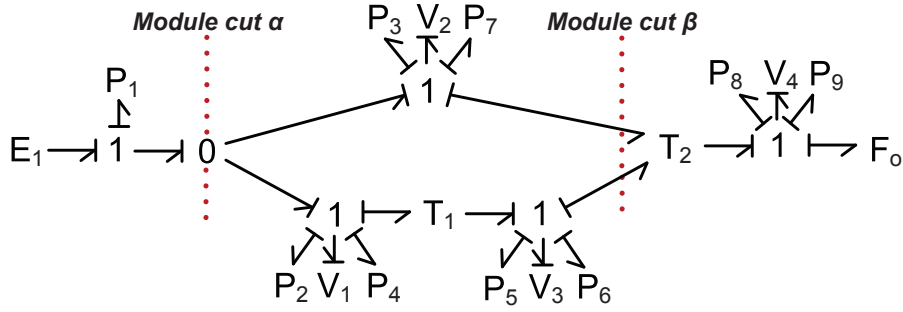 Module cut α
P₃ V₂ P₇
Module cut β
P₁
1
P₈ V₄ P₉
E₁ 1 0 T₂ 1 Fₒ
1 T₁ 1
P₂ V₁ P₄ P₅ V₃ P₆